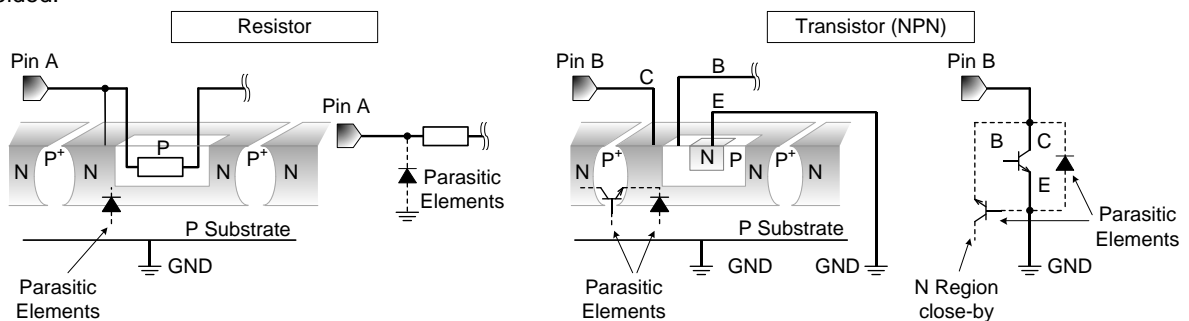 Resistor
Pin A
Pin A
N
P+
N
P
N
P+
N
Parasitic
Elements
P Substrate
GND
Parasitic
Elements
Transistor (NPN)
Pin B
C
B
E
Pin B
N
P+
N
N
P
N
P+
N
B
C
E
P Substrate
GND
GND
Parasitic
Elements
Parasitic
Elements
GND
N Region
close-by